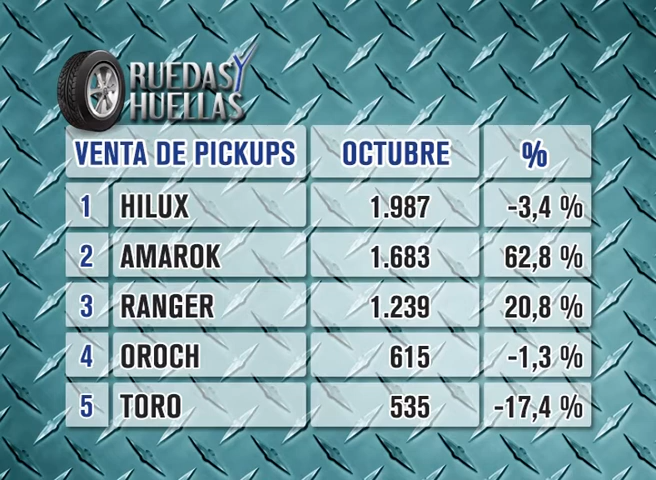 RUEDAS Y
HUELLAS
VENTA DE PICKUPS OCTUBRE %
1 HILUX 1.987 -3,4 %
2 AMAROK 1.683 62,8 %
3 RANGER 1.239 20,8 %
4 OROCH 615 -1,3 %
5 TORO 535 -17,4 %